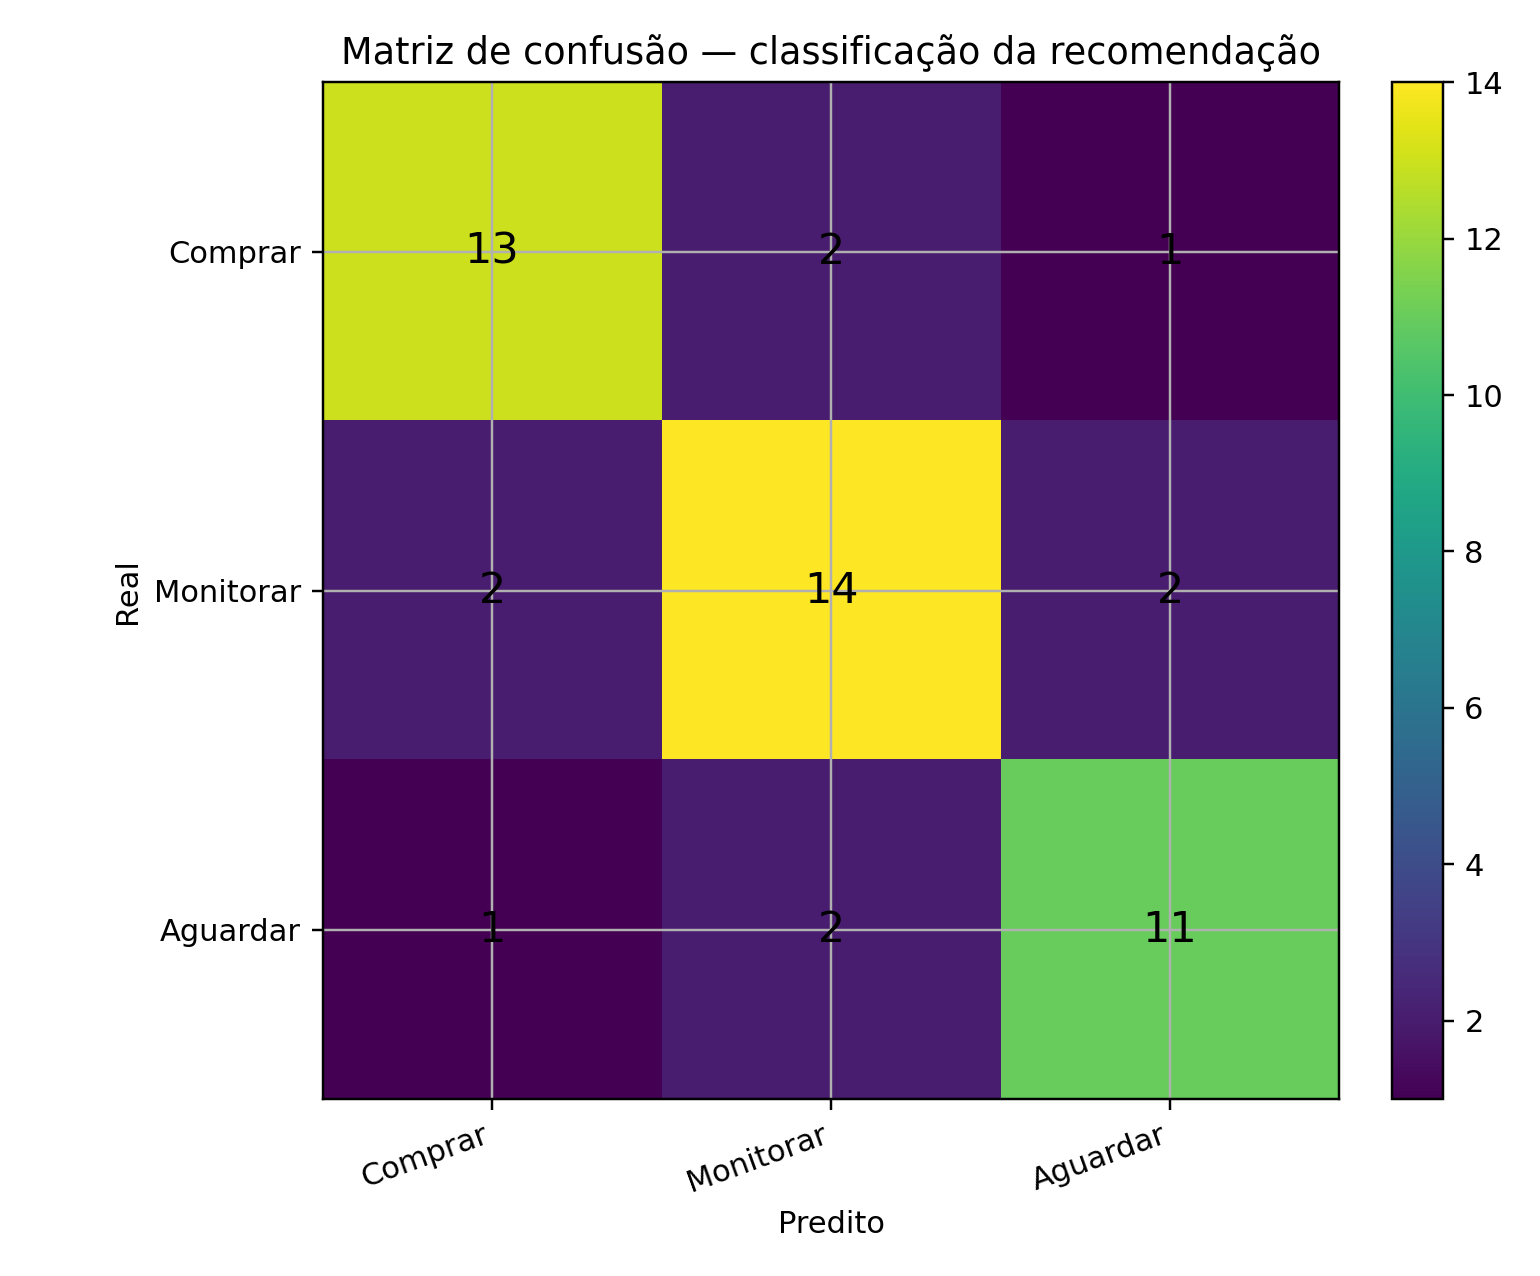 Matriz de confusão — classificação da recomendação
14
12
10
8
6
4
2
Real
Comprar
13 2 1
Monitorar
2 14 2
Aguardar
1 2 11
Comprar
Monitorar
Aguardar
Predito